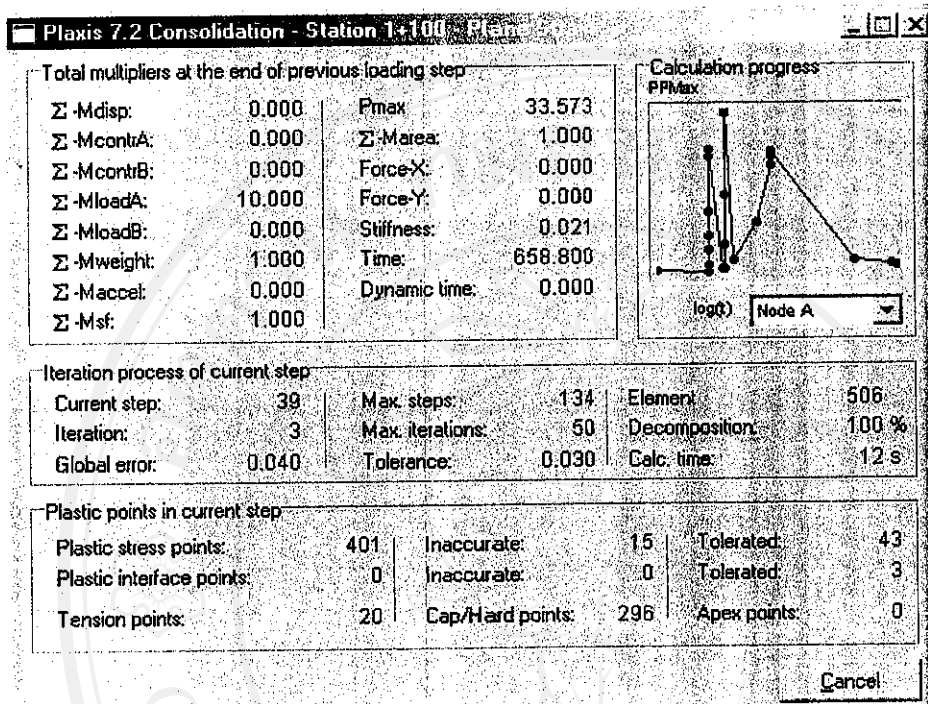 Plaxis 7.2 Consolidation - Station 1+100 - Plain
Total multipliers at the end of previous loading step
Σ -Mdisp: 0.000 Pmax 33.573
Σ -McontrA: 0.000 Σ -Marea: 1.000
Σ -McontrB: 0.000 Force-X: 0.000
Σ -MloadA: 10.000 Force-Y: 0.000
Σ -MloadB: 0.000 Stiffness: 0.021
Σ -Mweight: 1.000 Time: 658.800
Σ -Maccel: 0.000 Dynamic time: 0.000
Σ -Msf: 1.000
Calculation progress
PPMax
log(t) Node A
Iteration process of current step
Current step: 39 Max. steps: 134 Element 506
Iteration: 3 Max. iterations: 50 Decomposition: 100 %
Global error: 0.040 Tolerance: 0.030 Calc. time: 12 s
Plastic points in current step
Plastic stress points: 401 Inaccurate: 15 Tolerated: 43
Plastic interface points: 0 Inaccurate: 0 Tolerated: 3
Tension points: 20 Cap/Hard points: 296 Apex points: 0
Cancel